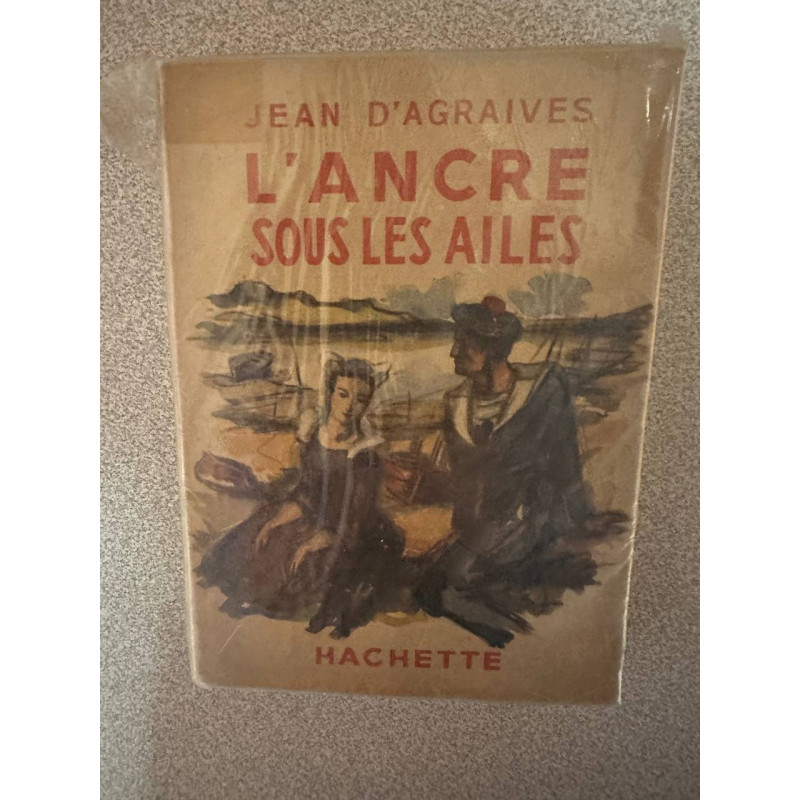 JEAN D'AGRAIVES
L'ANCRE
SOUS LES AILES
HACHETTE